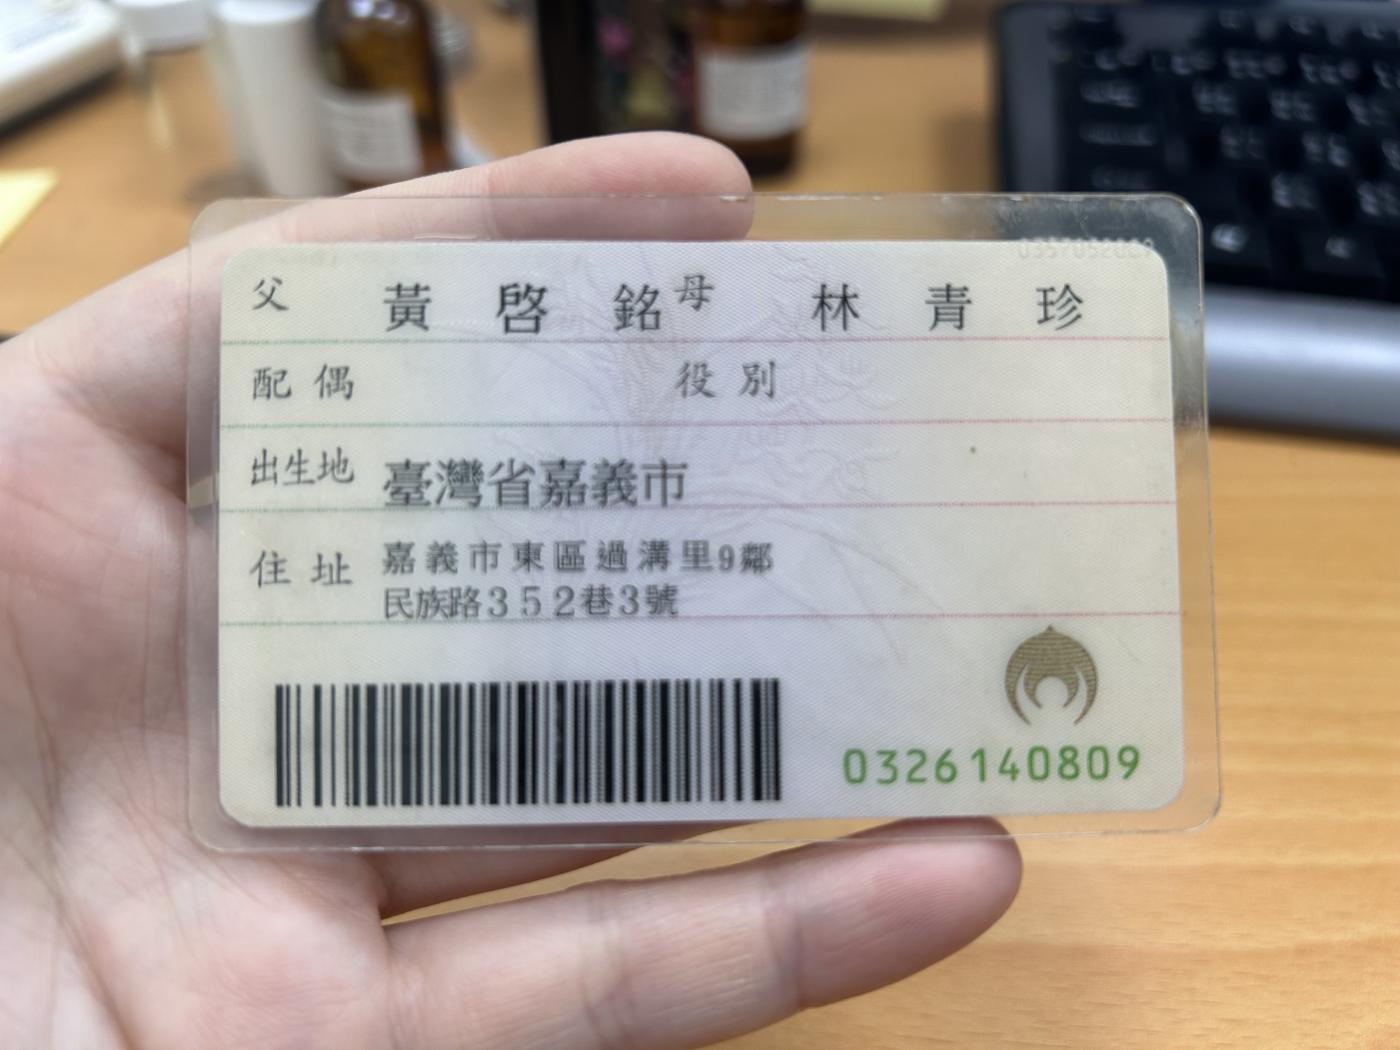 父 黃啓銘 母 林青珍
配偶 役別
出生地 臺灣省嘉義市
住址 嘉義市東區過溝里9鄰
民族路352巷3號
0326140809